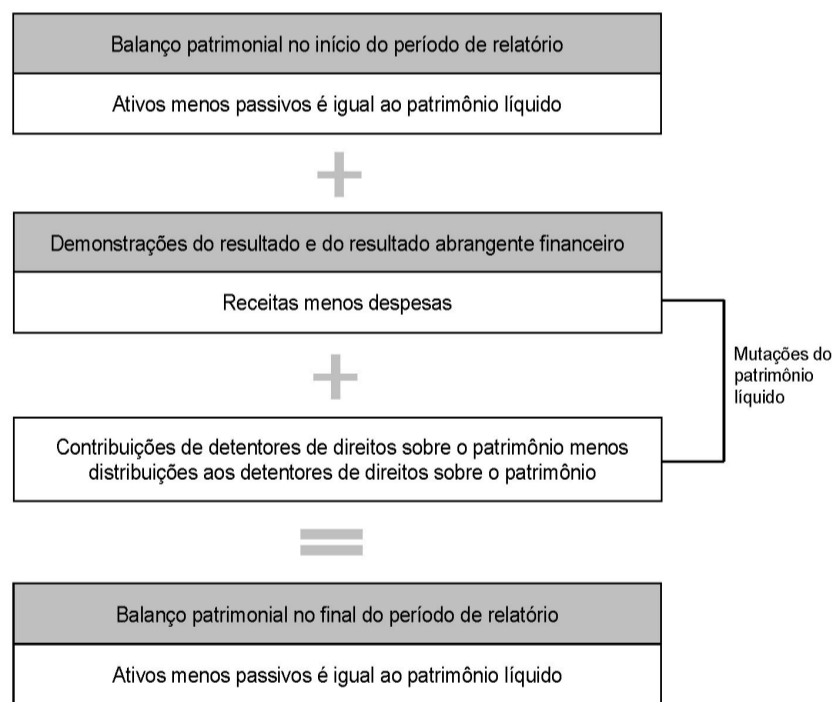 Balanço patrimonial no início do período de relatório
Ativos menos passivos é igual ao patrimônio líquido
+
Demonstrações do resultado e do resultado abrangente financeiro
Receitas menos despesas
+
Mutações do
patrimônio
líquido
Contribuições de detentores de direitos sobre o patrimônio menos
distribuições aos detentores de direitos sobre o patrimônio
=
Balanço patrimonial no final do período de relatório
Ativos menos passivos é igual ao patrimônio líquido